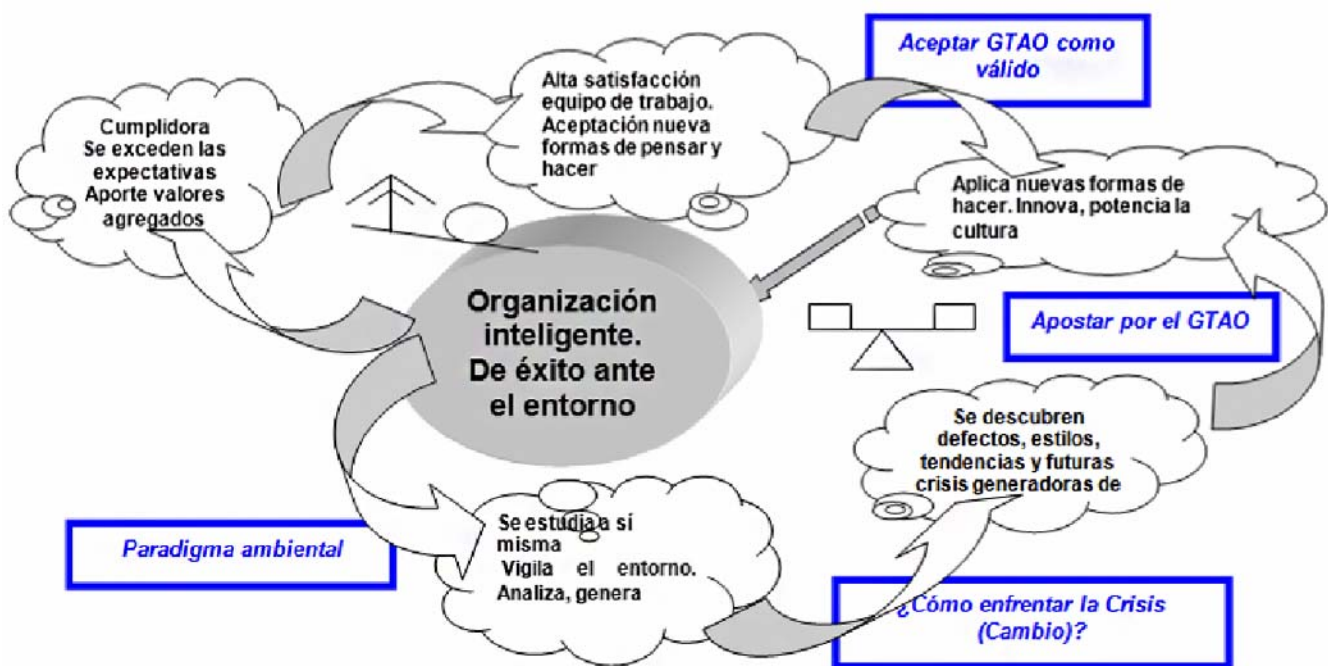 Aceptar GTAO como
válido
Alta satisfacción
equipo de trabajo.
Aceptación nueva
formas de pensar y
hacer
Cumplidora
Se exceden las
expectativas
Aporte valores
agregados
Aplica nuevas formas de
hacer. Innova, potencia la
cultura
Organización
inteligente.
De éxito ante
el entorno
Apostar por el GTAO
Se descubren
defectos, estilos,
tendencias y futuras
crisis generadoras de
Paradigma ambiental
Se estudia a sí
misma
Vigila el entorno.
Analiza, genera
¿Cómo enfrentar la Crisis
(Cambio)?